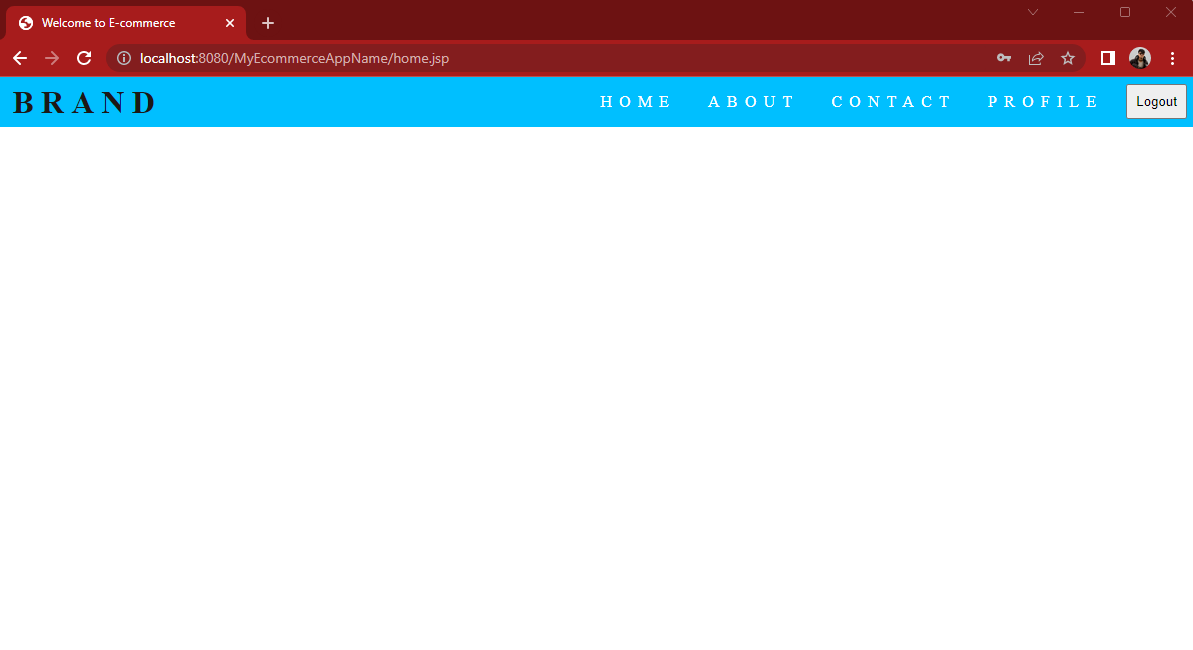 Welcome to E-commerce
localhost:8080/MyEcommerceAppName/home.jsp
BRAND HOME ABOUT CONTACT PROFILE Logout